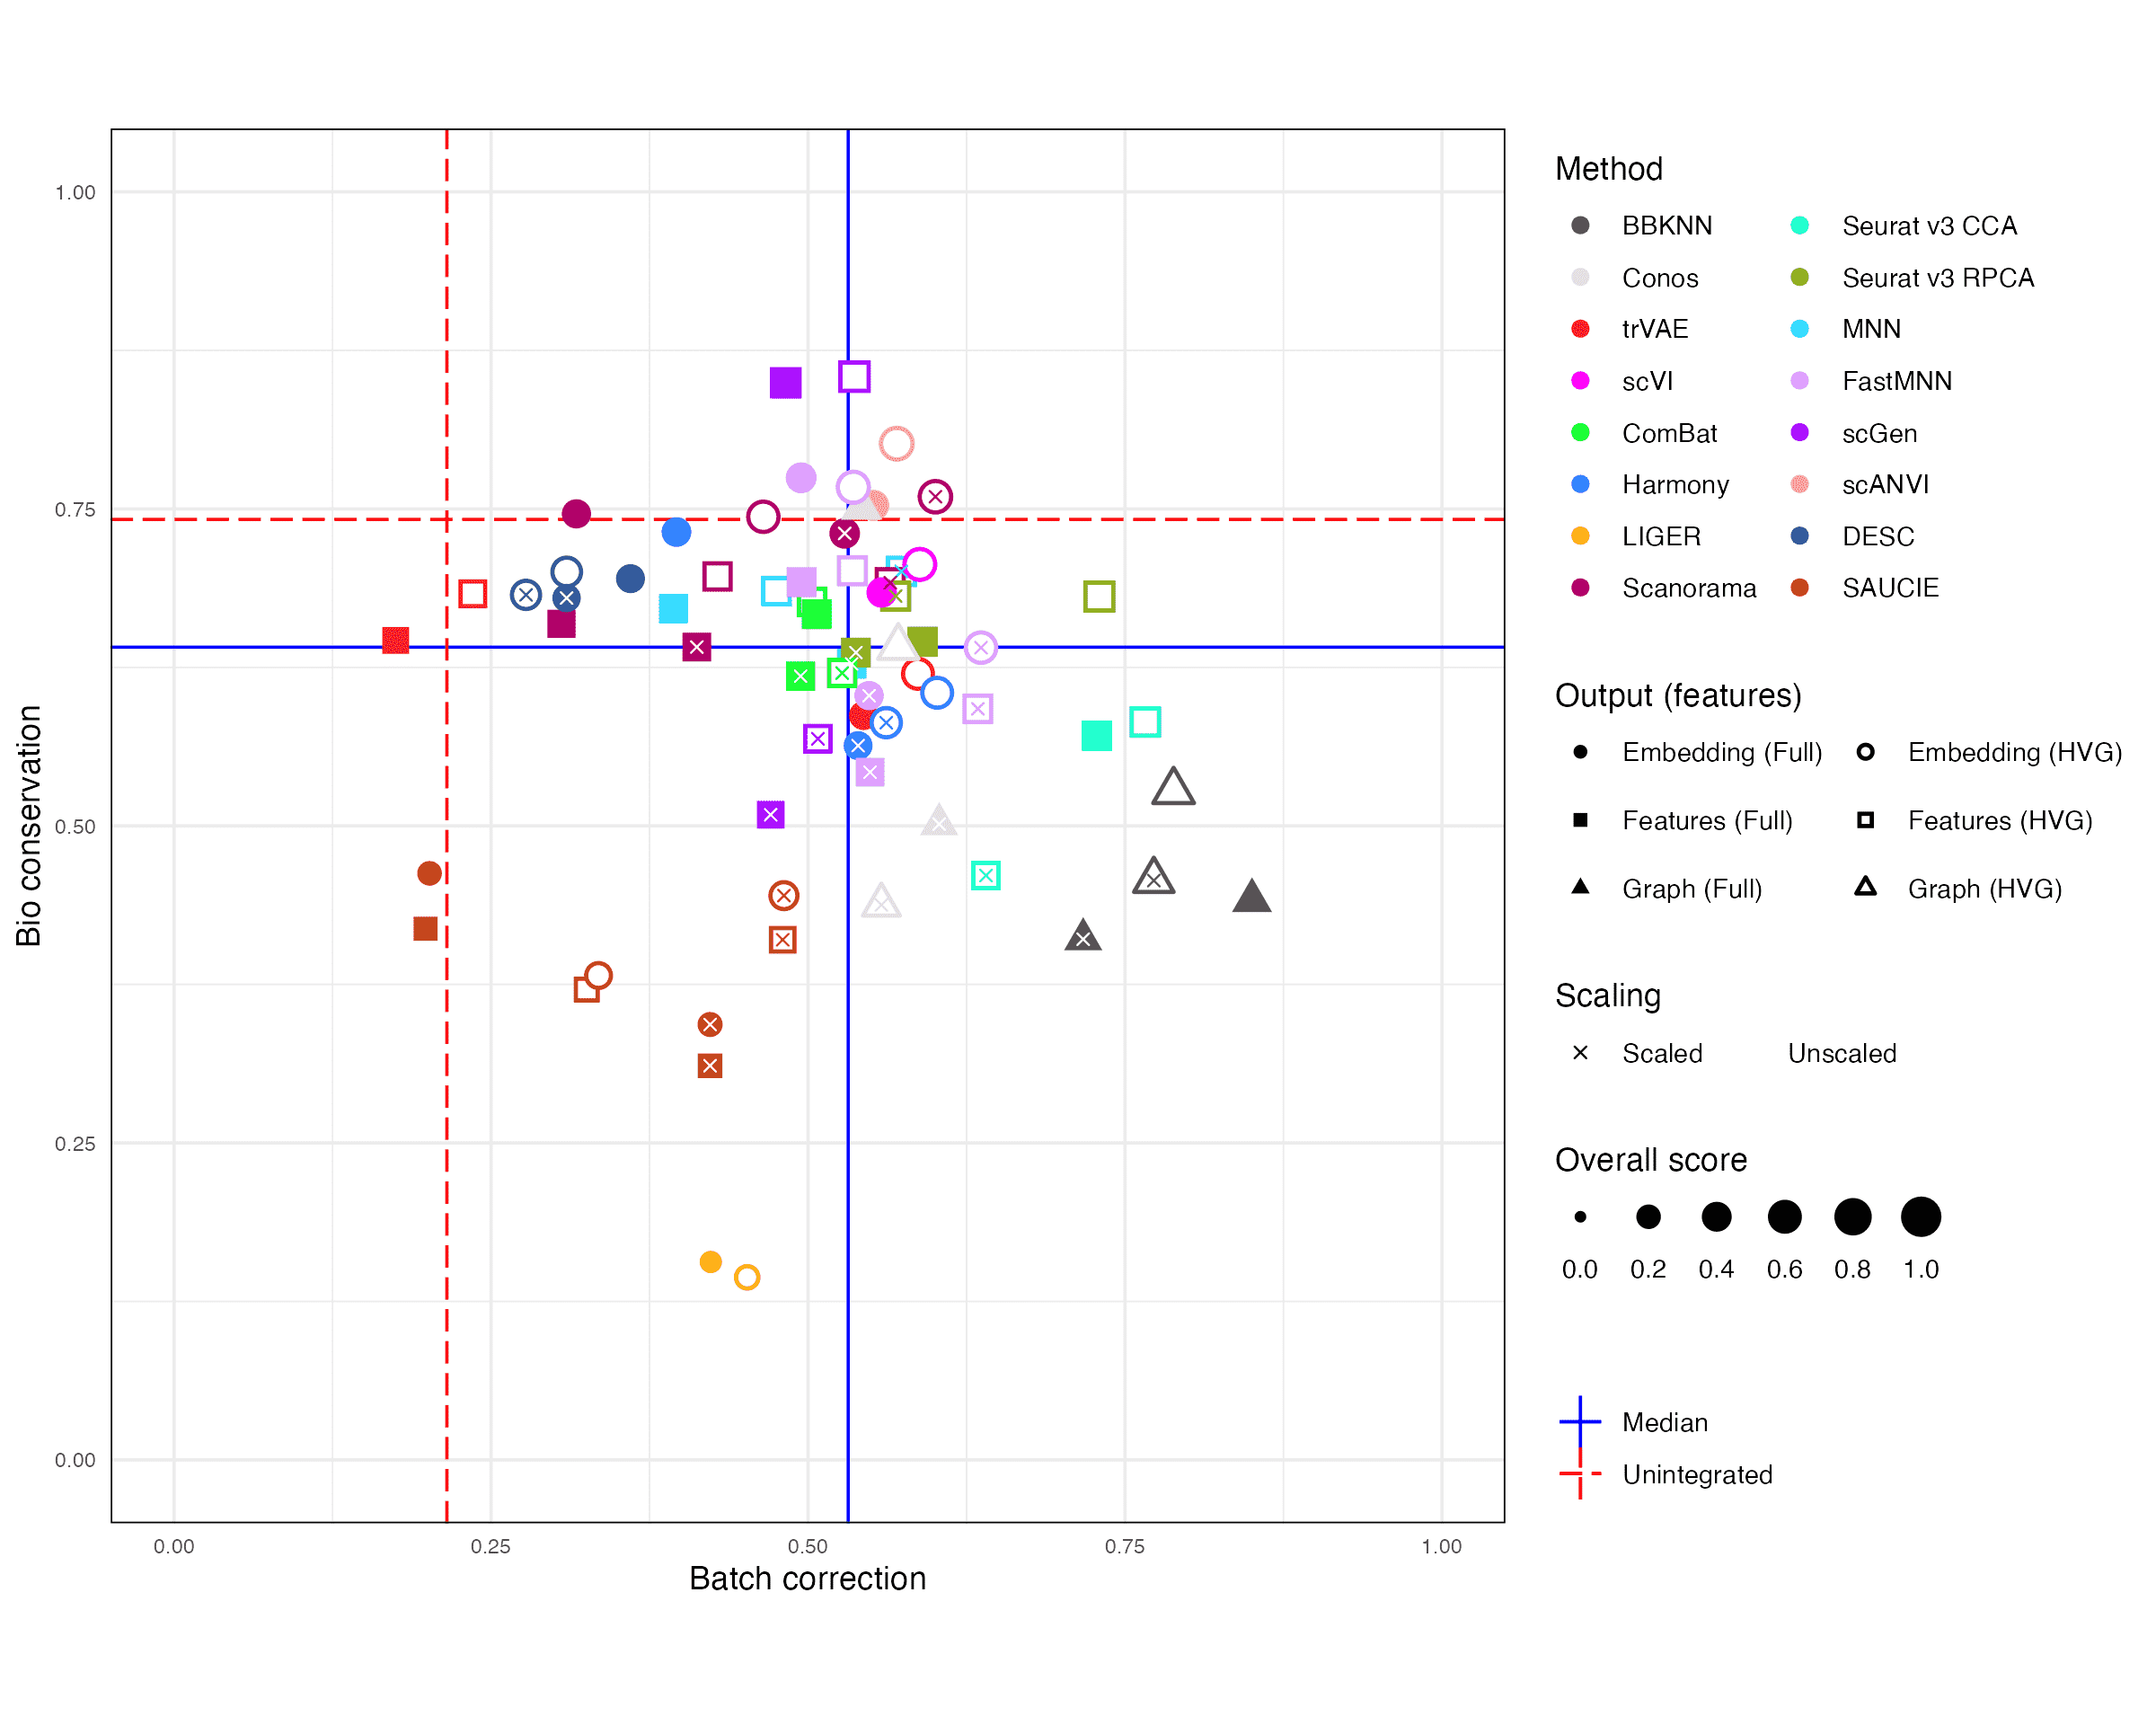 1.00
0.75
0.50
0.25
0.00
Bio conservation
0.00 0.25 0.50 0.75 1.00
Batch correction
Method
BBKNN Seurat v3 CCA
Conos Seurat v3 RPCA
trVAE MNN
scVI FastMNN
ComBat scGen
Harmony scANVI
LIGER DESC
Scanorama SAUCIE
Output (features)
Embedding (Full) Embedding (HVG)
Features (Full) Features (HVG)
Graph (Full) Graph (HVG)
Scaling
Scaled Unscaled
Overall score
0.0 0.2 0.4 0.6 0.8 1.0
Median
Unintegrated